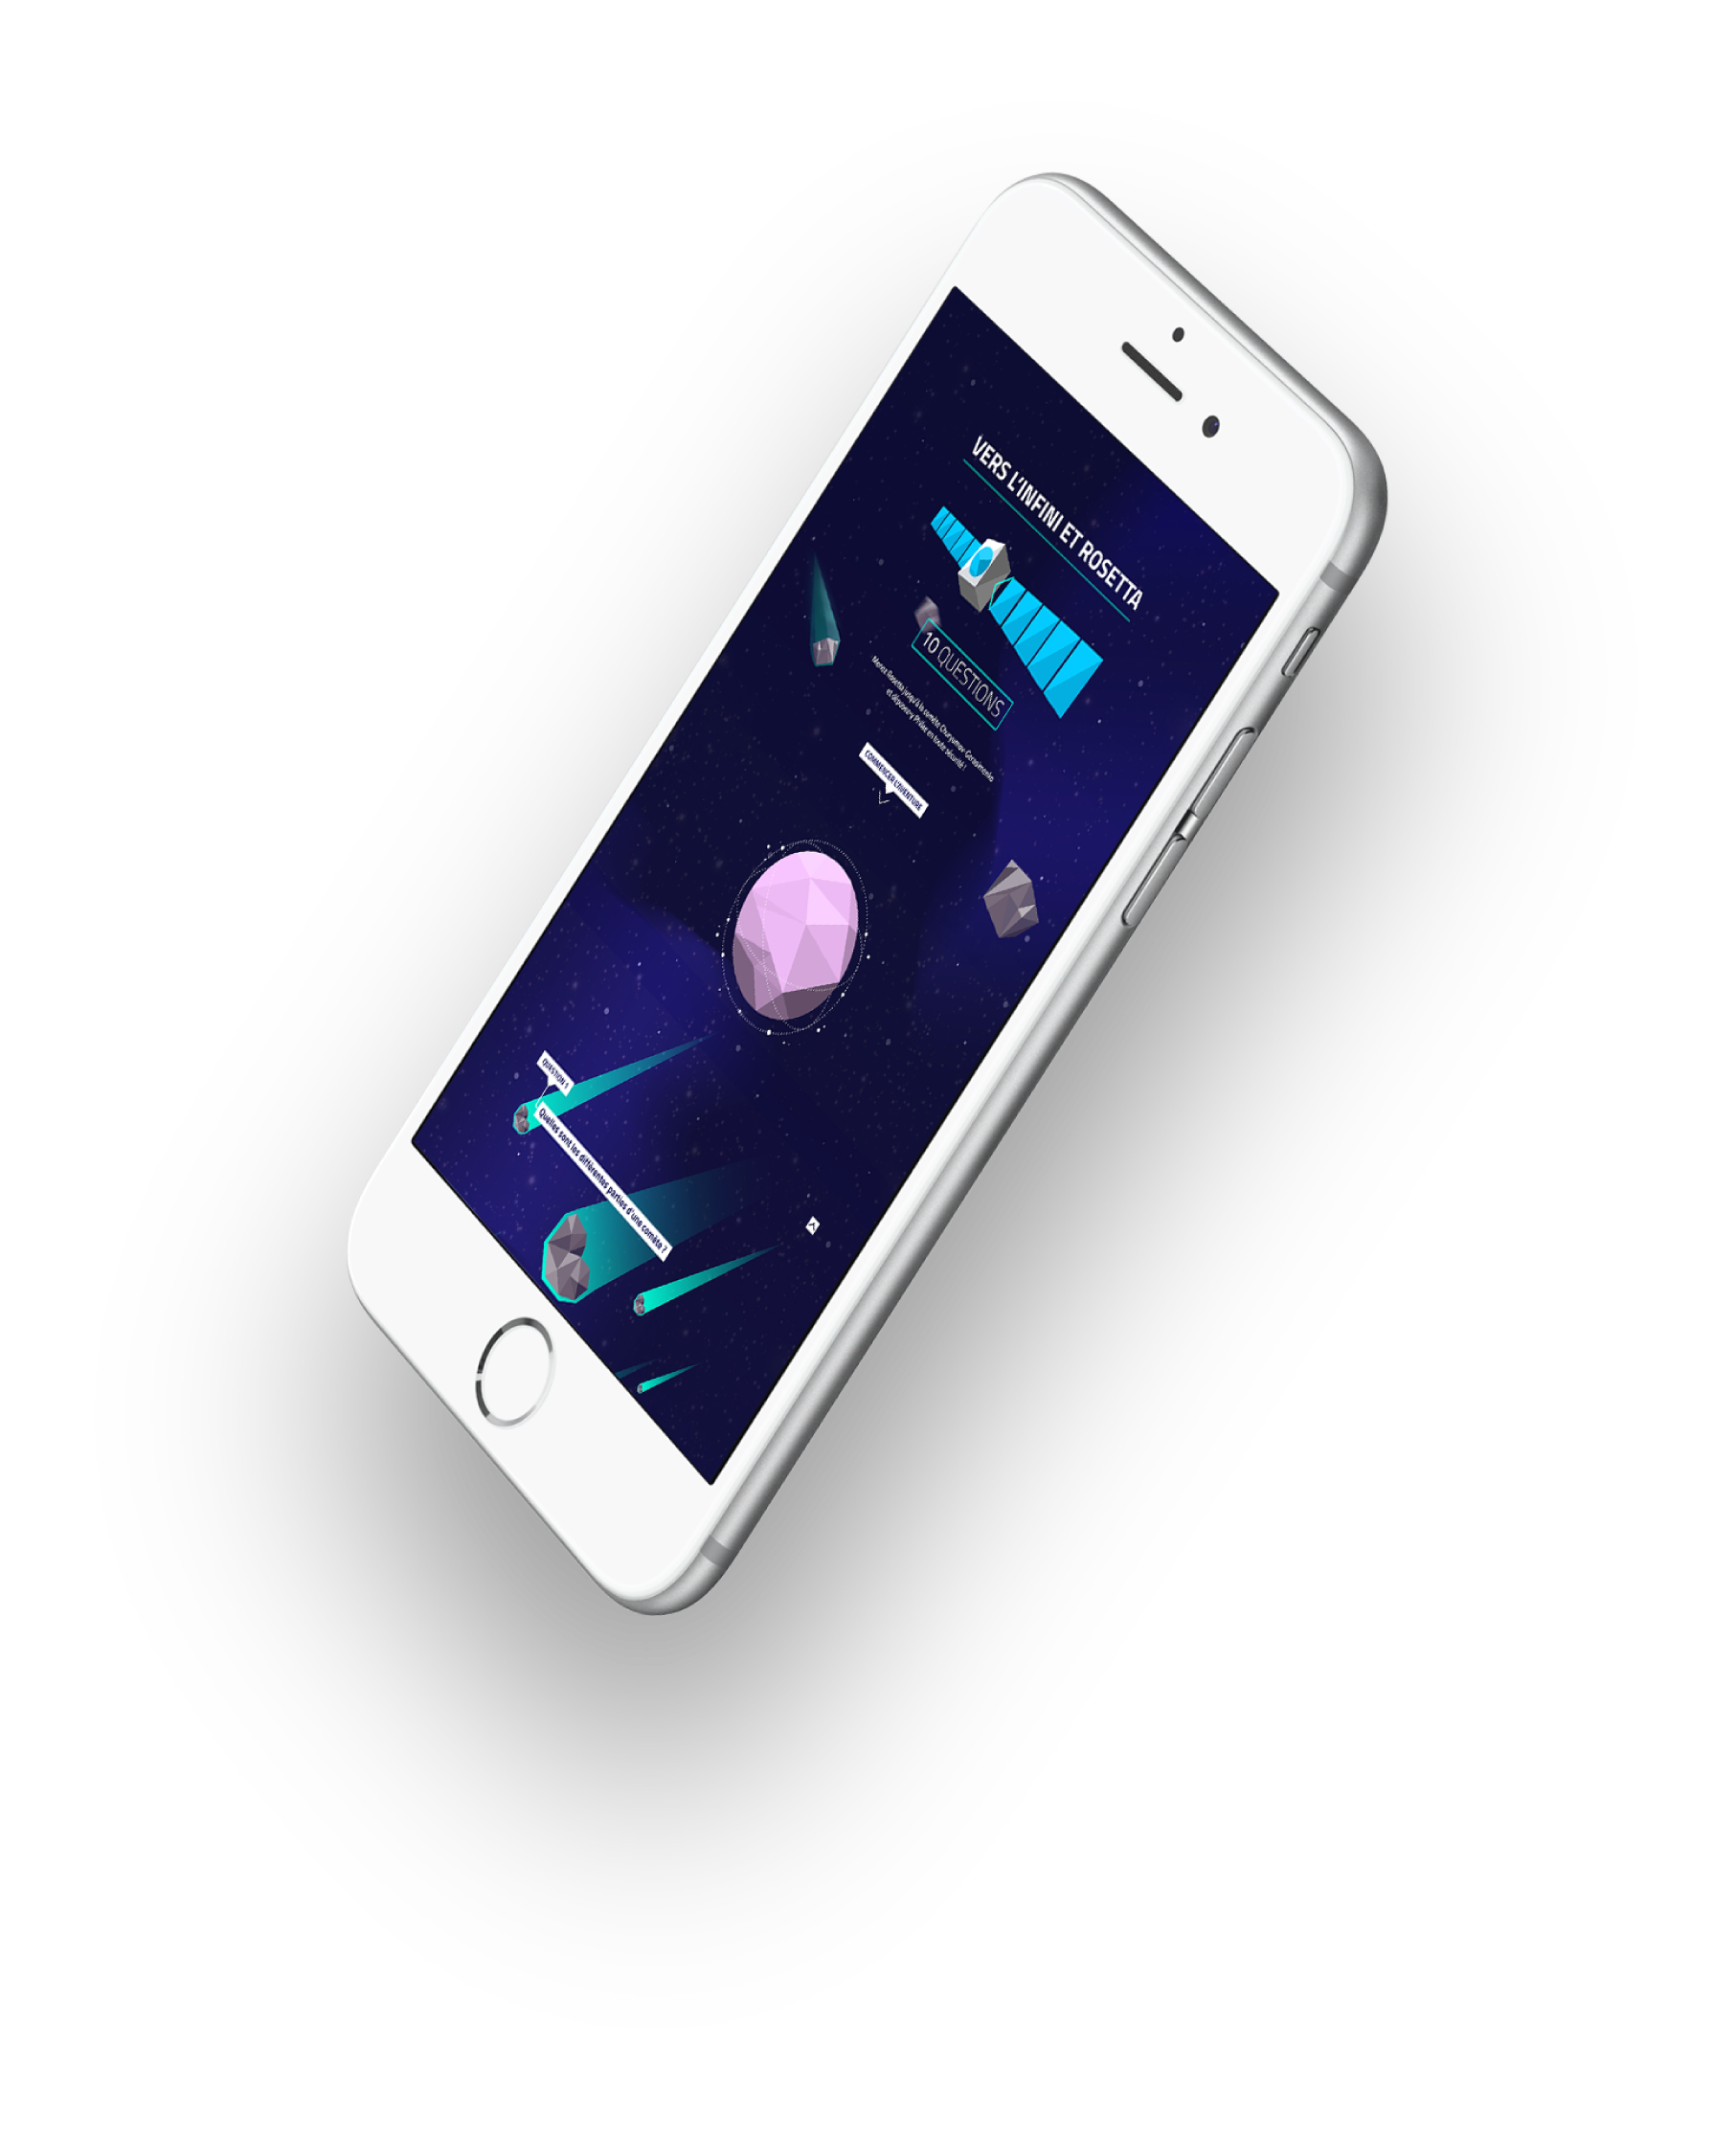 VERS L'INFINI ET ROSETTA
10 QUESTIONS
Menez Rosetta jusqu'à la comète Churyumov-Gerasimenko
et déposez-y Philae en toute sécurité !
COMMENCER L'AVENTURE
QUESTION 1
Quelles sont les différentes parties d'une comète ?